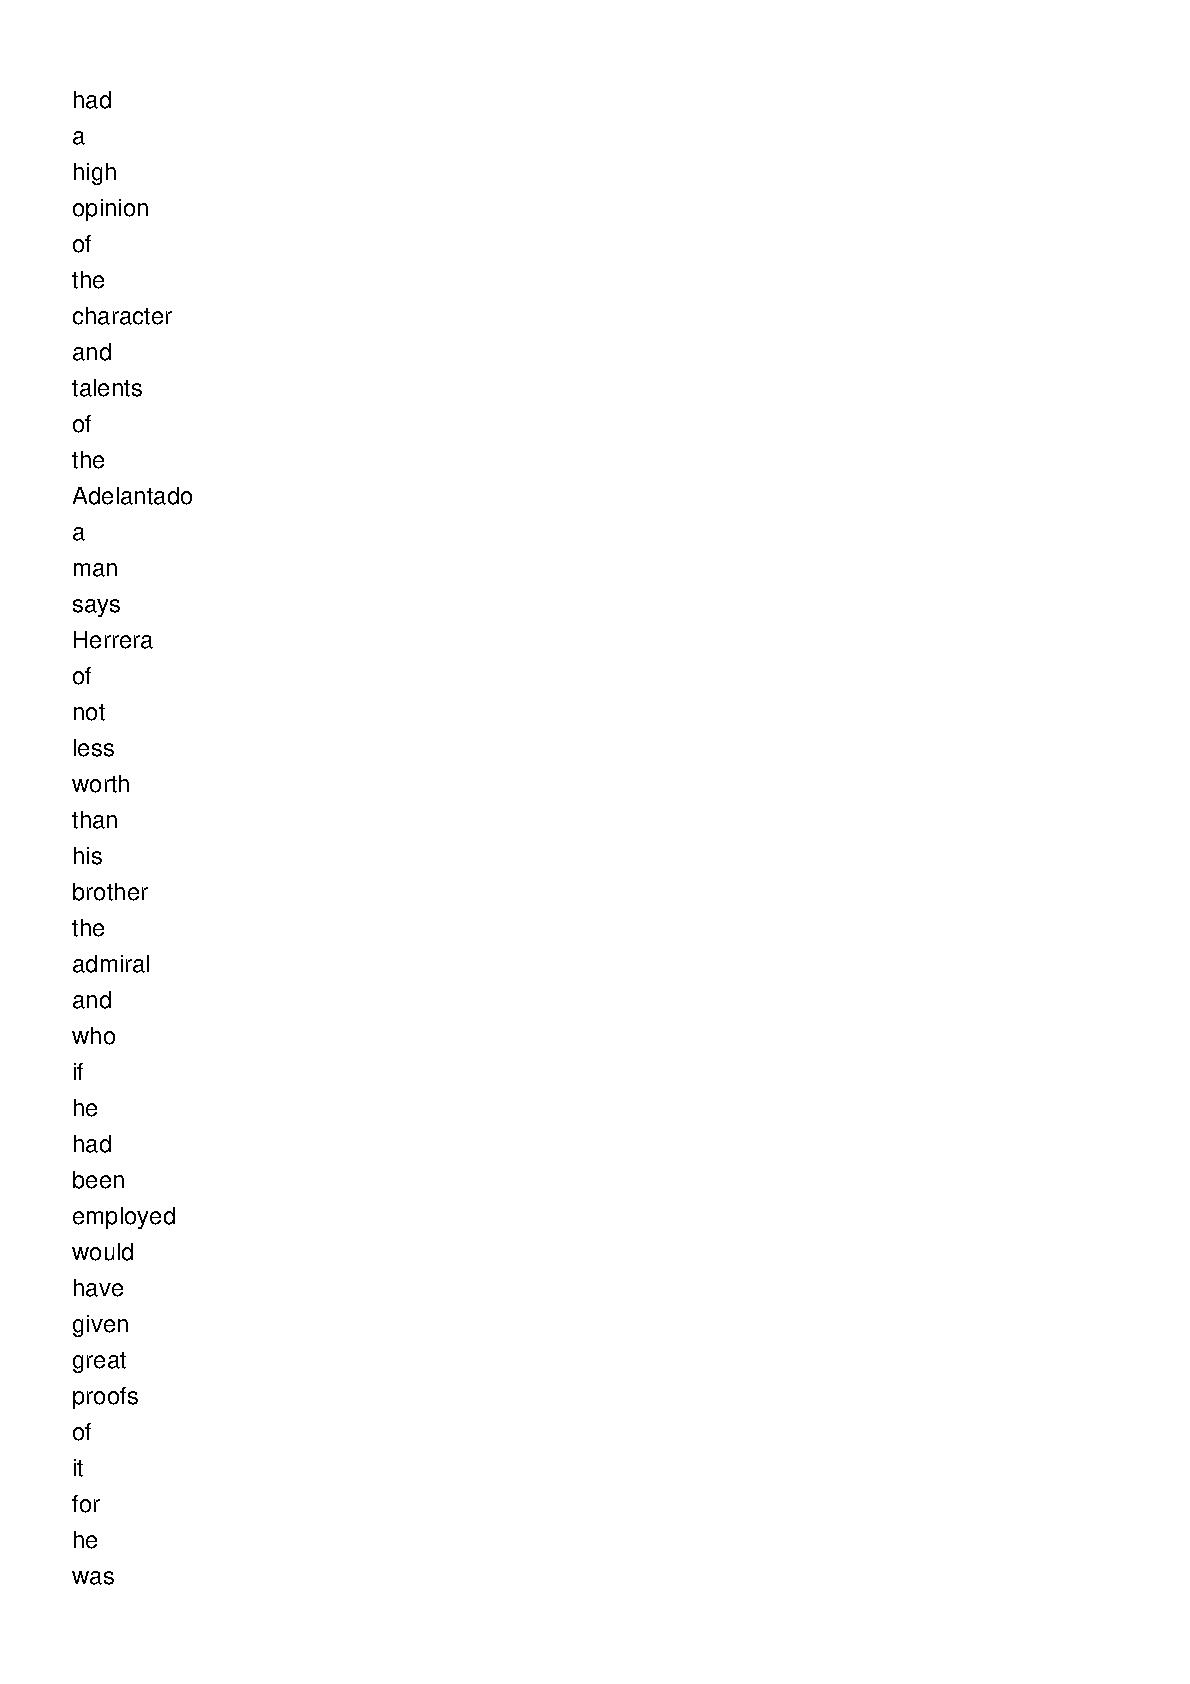 had
a
high
opinion
of
the
character
and
talents
of
the
Adelantado
a
man
says
Herrera
of
not
less
worth
than
his
brother
the
admiral
and
who
if
he
had
been
employed
would
have
given
great
proofs
of
it
for
he
was